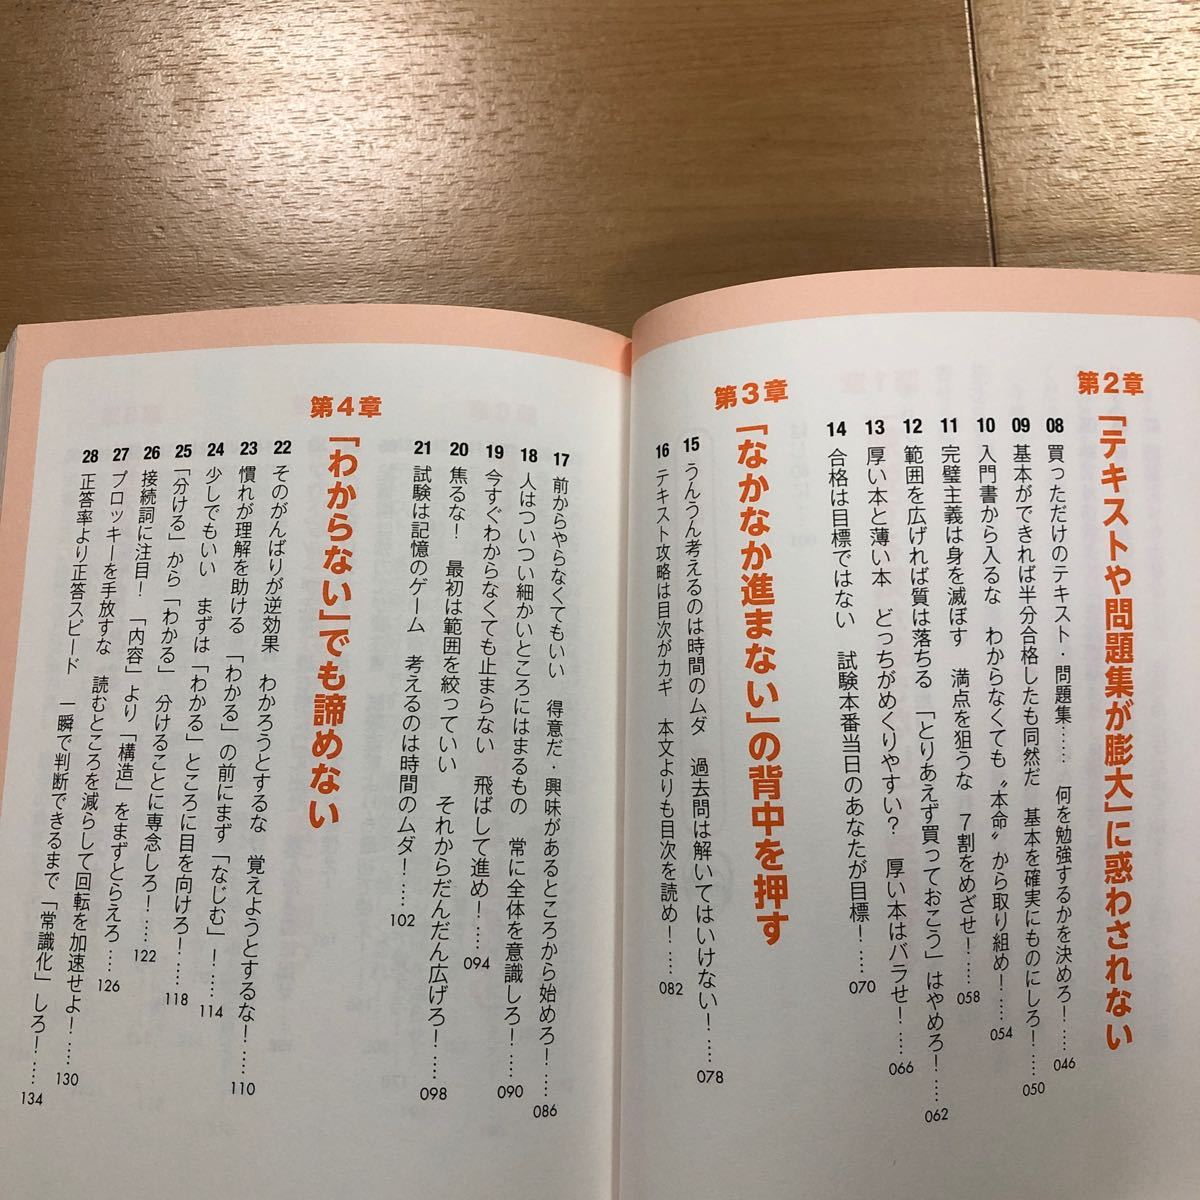 第2章 「テキストや問題集が膨大」に惑わされない
08 買っただけのテキスト・問題集…… 何を勉強するかを決めろ!……046
09 基本ができれば半分合格したも同然だ 基本を確実にものにしろ!……050
10 入門書から入るな わからなくても〝本命〟から取り組め!……054
11 完璧主義は身を滅ぼす 満点を狙うな 7割をめざせ!……058
12 範囲を広げれば質は落ちる 「とりあえず買っておこう」はやめろ!……062
13 厚い本と薄い本 どっちがめくりやすい? 厚い本はバラせ!……066
14 合格は目標ではない 試験本番当日のあなたが目標!……070
第3章 「なかなか進まない」の背中を押す
15 うんうん考えるのは時間のムダ 過去問は解いてはいけない!……078
16 テキスト攻略は目次がカギ 本文よりも目次を読め!……082
17 前からやらなくてもいい 得意だ・興味があるところから始めろ!……086
18 人はついつい細かいところにはまるもの 常に全体を意識しろ!……090
19 今すぐわからなくても止まらない 飛ばして進め!……094
20 焦るな! 最初は範囲を絞っていい それからだんだん広げろ!……098
21 試験は記憶のゲーム 考えるのは時間のムダ!……102
第4章 「わからない」でも諦めない
22 そのがんばりが逆効果 わかろうとするな 覚えようとするな!……110
23 慣れが理解を助ける 「わかる」の前にまず「なじむ」!……114
24 少しでもいい まずは「わかる」ところに目を向けろ!……118
25 「分ける」から「わかる」 分けることに専念しろ!……122
26 接続詞に注目! 「内容」より「構造」をまずとらえろ……126
27 ブロッキーを手放すな 読むところを減らして回転を加速せよ!……130
28 正答率より正答スピード 一瞬で判断できるまで「常識化」しろ!……134